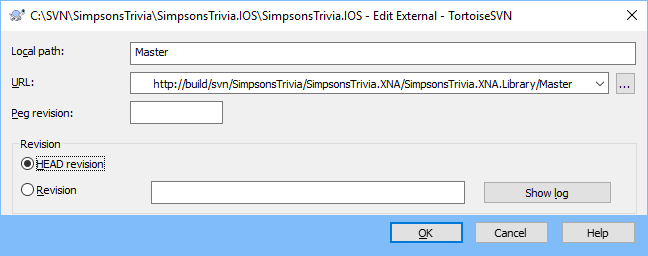 C:\SVN\SimpsonsTrivia\SimpsonsTrivia.IOS\SimpsonsTrivia.IOS - Edit External - TortoiseSVN
Local path: Master
URL: http://build/svn/SimpsonsTrivia/SimpsonsTrivia.XNA/SimpsonsTrivia.XNA.Library/Master ...
Peg revision:
Revision
HEAD revision
Revision Show log
OK Cancel Help